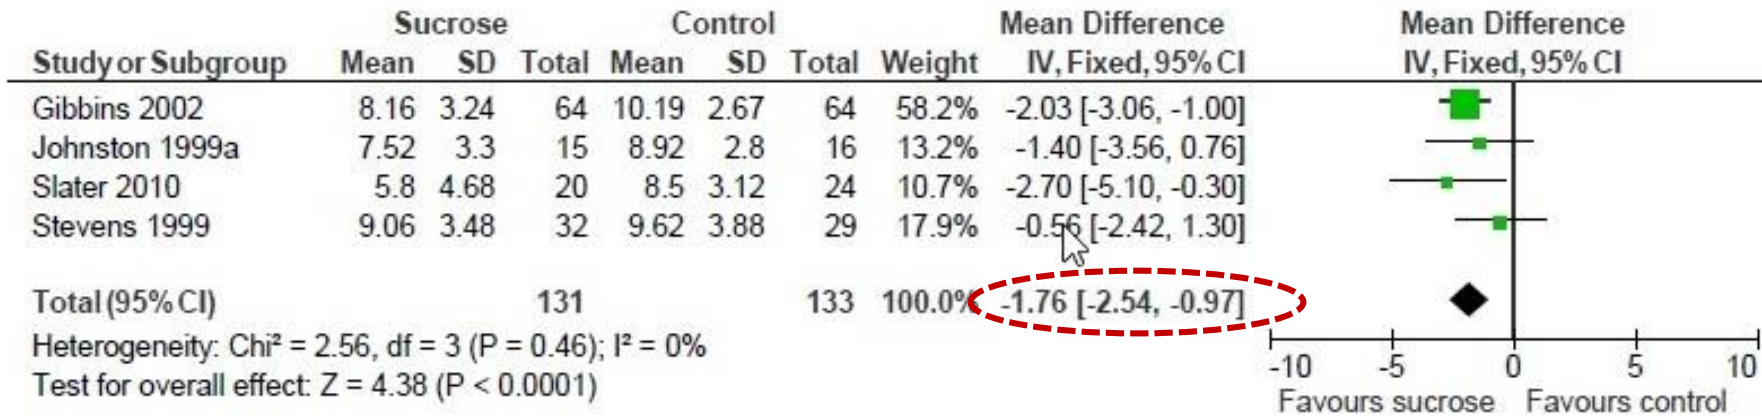 Sucrose Control Mean Difference Mean Difference
Study or Subgroup Mean SD Total Mean SD Total Weight IV, Fixed, 95% CI IV, Fixed, 95% CI
Gibbins 2002 8.16 3.24 64 10.19 2.67 64 58.2% -2.03 [-3.06, -1.00]
Johnston 1999a 7.52 3.3 15 8.92 2.8 16 13.2% -1.40 [-3.56, 0.76]
Slater 2010 5.8 4.68 20 8.5 3.12 24 10.7% -2.70 [-5.10, -0.30]
Stevens 1999 9.06 3.48 32 9.62 3.88 29 17.9% -0.56 [-2.42, 1.30]
Total (95% CI) 131 133 100.0% -1.76 [-2.54, -0.97]
Heterogeneity: Chi² = 2.56, df = 3 (P = 0.46); I² = 0%
Test for overall effect: Z = 4.38 (P < 0.0001)
-10 -5 0 5 10
Favours sucrose Favours control